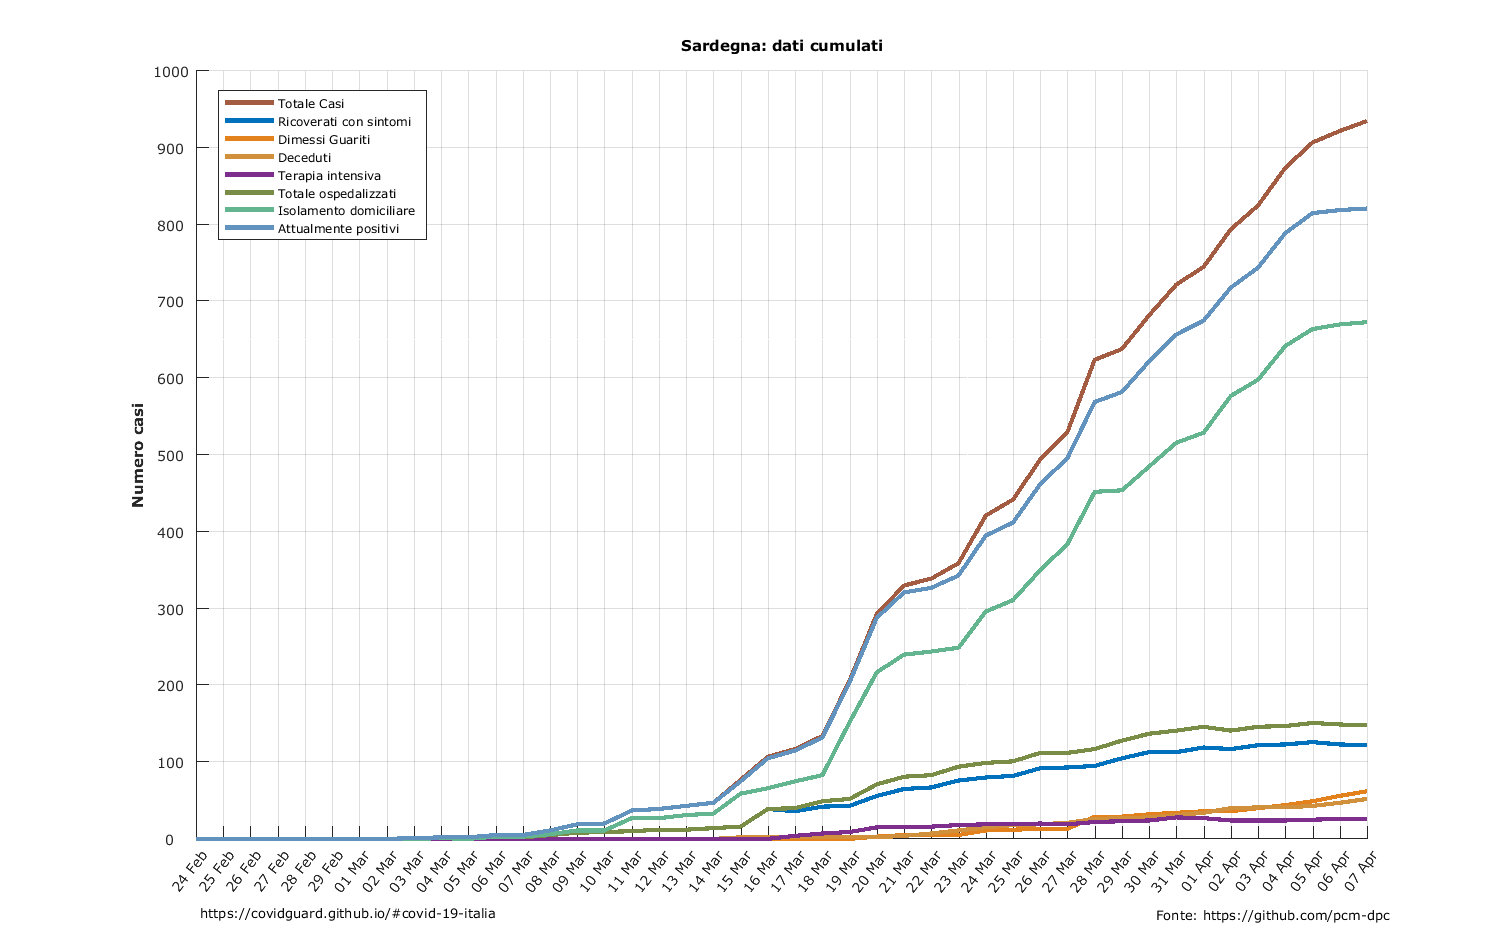 Sardegna: dati cumulati
1000
900
800
700
600
500
400
300
200
100
0
Numero casi
Totale Casi
Ricoverati con sintomi
Dimessi Guariti
Deceduti
Terapia intensiva
Totale ospedalizzati
Isolamento domiciliare
Attualmente positivi
24 Feb
25 Feb
26 Feb
27 Feb
28 Feb
29 Feb
01 Mar
02 Mar
03 Mar
04 Mar
05 Mar
06 Mar
07 Mar
08 Mar
09 Mar
10 Mar
11 Mar
12 Mar
13 Mar
14 Mar
15 Mar
16 Mar
17 Mar
18 Mar
19 Mar
20 Mar
21 Mar
22 Mar
23 Mar
24 Mar
25 Mar
26 Mar
27 Mar
28 Mar
29 Mar
30 Mar
31 Mar
01 Apr
02 Apr
03 Apr
04 Apr
05 Apr
06 Apr
07 Apr
https://covidguard.github.io/#covid-19-italia
Fonte: https://github.com/pcm-dpc